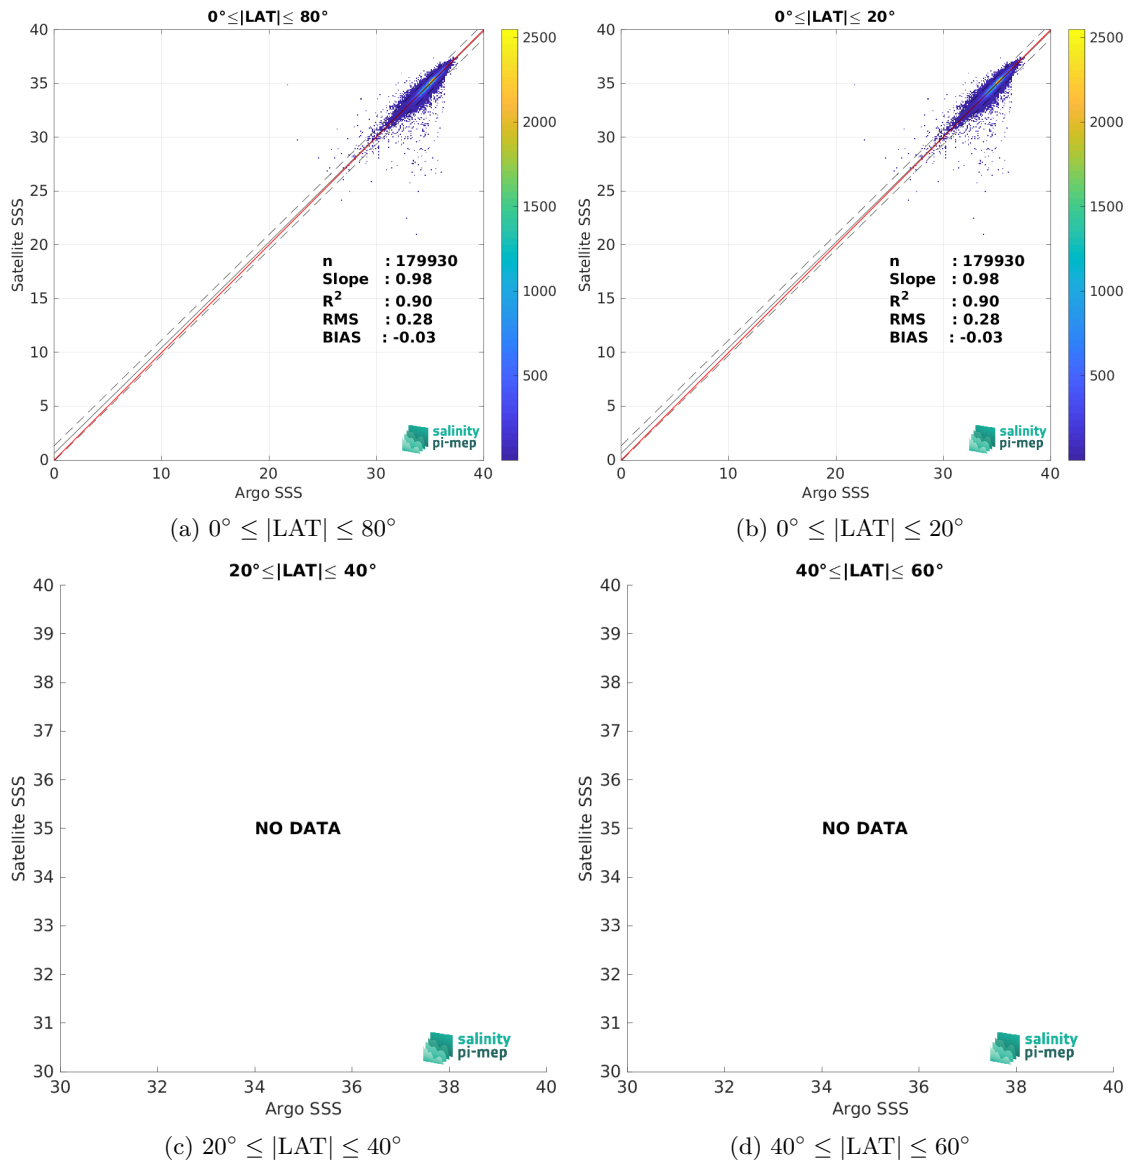 0°≤|LAT|≤ 80°
40
35
30
25
20
15
10
5
0
Satellite SSS
0
10
20
30
40
Argo SSS
2500
2000
1500
1000
500
n : 179930
Slope : 0.98
R² : 0.90
RMS : 0.28
BIAS : -0.03
salinity
pi-mep
(a) 0° ≤ |LAT| ≤ 80°
0°≤|LAT|≤ 20°
40
35
30
25
20
15
10
5
0
Satellite SSS
0
10
20
30
40
Argo SSS
2500
2000
1500
1000
500
n : 179930
Slope : 0.98
R² : 0.90
RMS : 0.28
BIAS : -0.03
salinity
pi-mep
(b) 0° ≤ |LAT| ≤ 20°
20°≤|LAT|≤ 40°
40
39
38
37
36
35
34
33
32
31
30
Satellite SSS
NO DATA
salinity
pi-mep
30
32
34
36
38
40
Argo SSS
(c) 20° ≤ |LAT| ≤ 40°
40°≤|LAT|≤ 60°
40
39
38
37
36
35
34
33
32
31
30
Satellite SSS
NO DATA
salinity
pi-mep
30
32
34
36
38
40
Argo SSS
(d) 40° ≤ |LAT| ≤ 60°